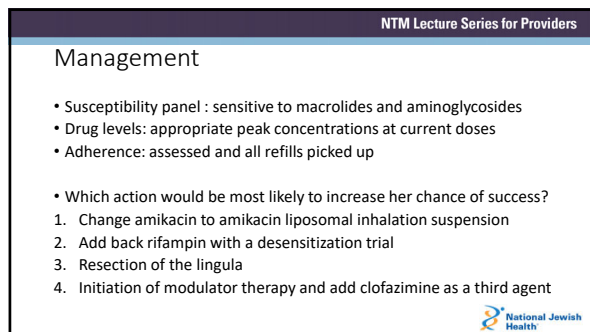 NTM Lecture Series for Providers
Management
• Susceptibility panel : sensitive to macrolides and aminoglycosides
• Drug levels: appropriate peak concentrations at current doses
• Adherence: assessed and all refills picked up
• Which action would be most likely to increase her chance of success?
1. Change amikacin to amikacin liposomal inhalation suspension
2. Add back rifampin with a desensitization trial
3. Resection of the lingula
4. Initiation of modulator therapy and add clofazimine as a third agent
National Jewish
Health